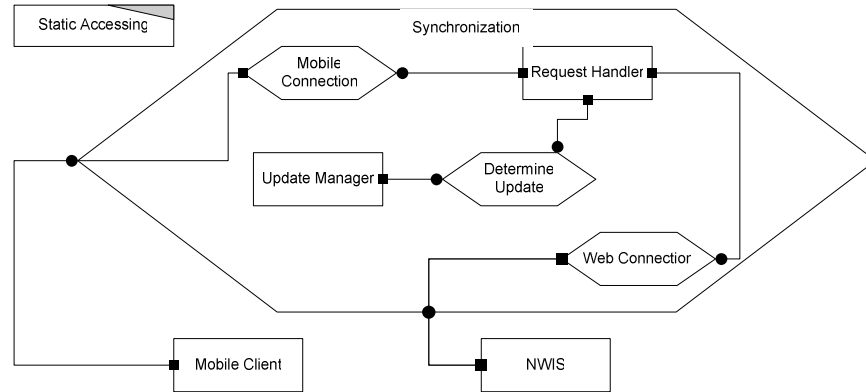 Static Accessing
Synchronization
Mobile
Connection
Request Handler
Update Manager
Determine
Update
Web Connection
Mobile Client
NWIS